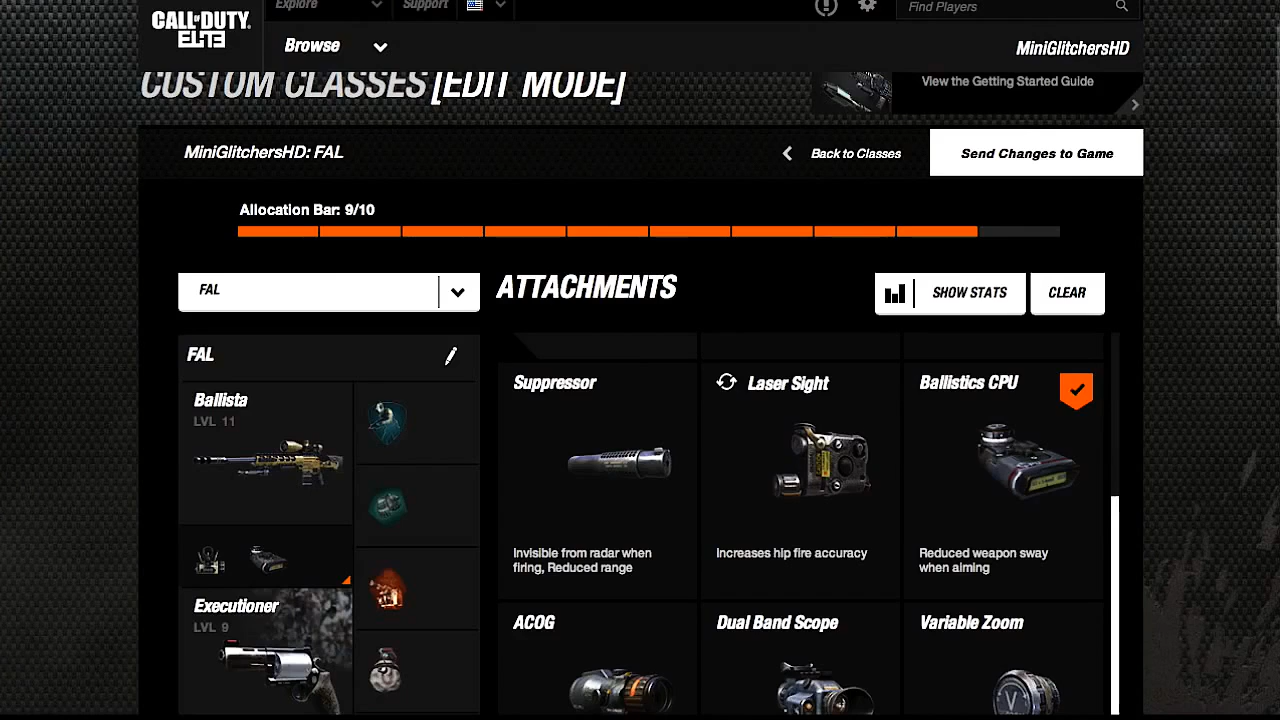 Explore
Support
Find Players
CALL OF DUTY
ELITE
Browse
MiniGlitchersHD
CUSTOM CLASSES [EDIT MODE]
View the Getting Started Guide
MiniGlitchersHD: FAL
Back to Classes
Send Changes to Game
Allocation Bar: 9/10
FAL
ATTACHMENTS
SHOW STATS
CLEAR
FAL
Ballista
LVL 11
Executioner
LVL 9
Suppressor
Invisible from radar when
firing, Reduced range
Laser Sight
Increases hip fire accuracy
Ballistics CPU
Reduced weapon sway
when aiming
ACOG
Dual Band Scope
Variable Zoom
V